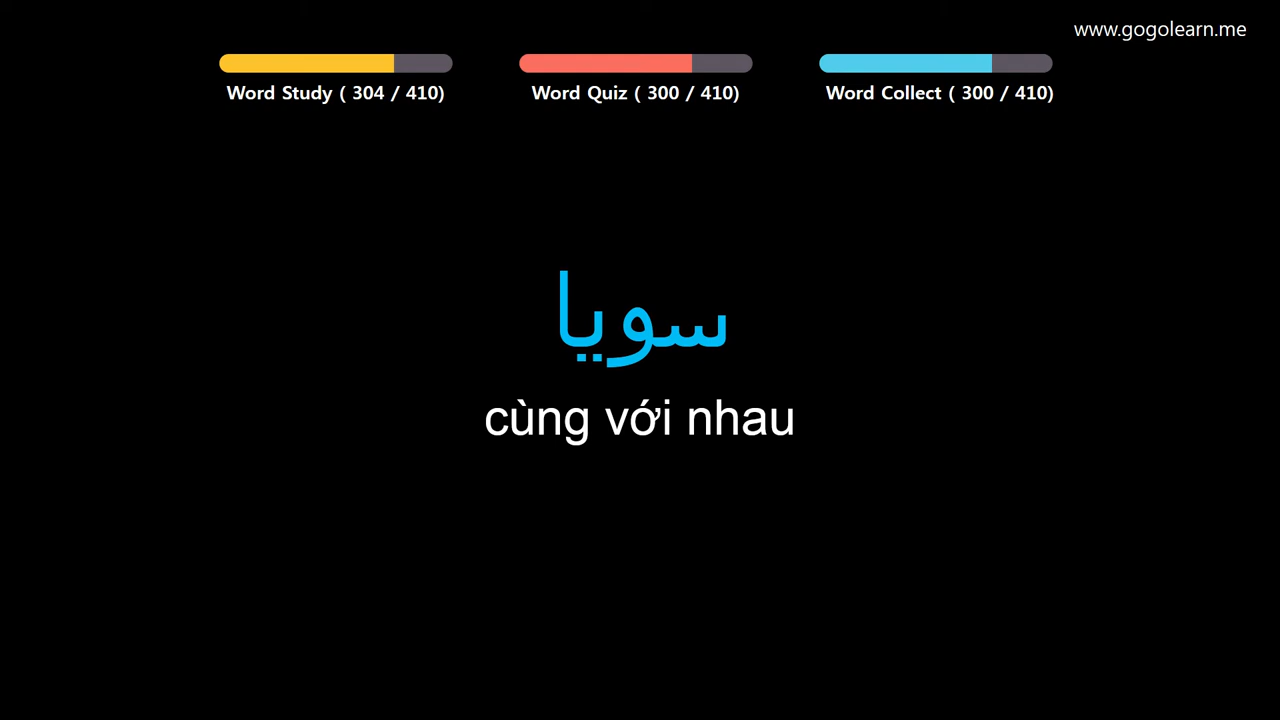 www.gogolearn.me
Word Study ( 304 / 410)
Word Quiz ( 300 / 410)
Word Collect ( 300 / 410)
سويا
cùng với nhau